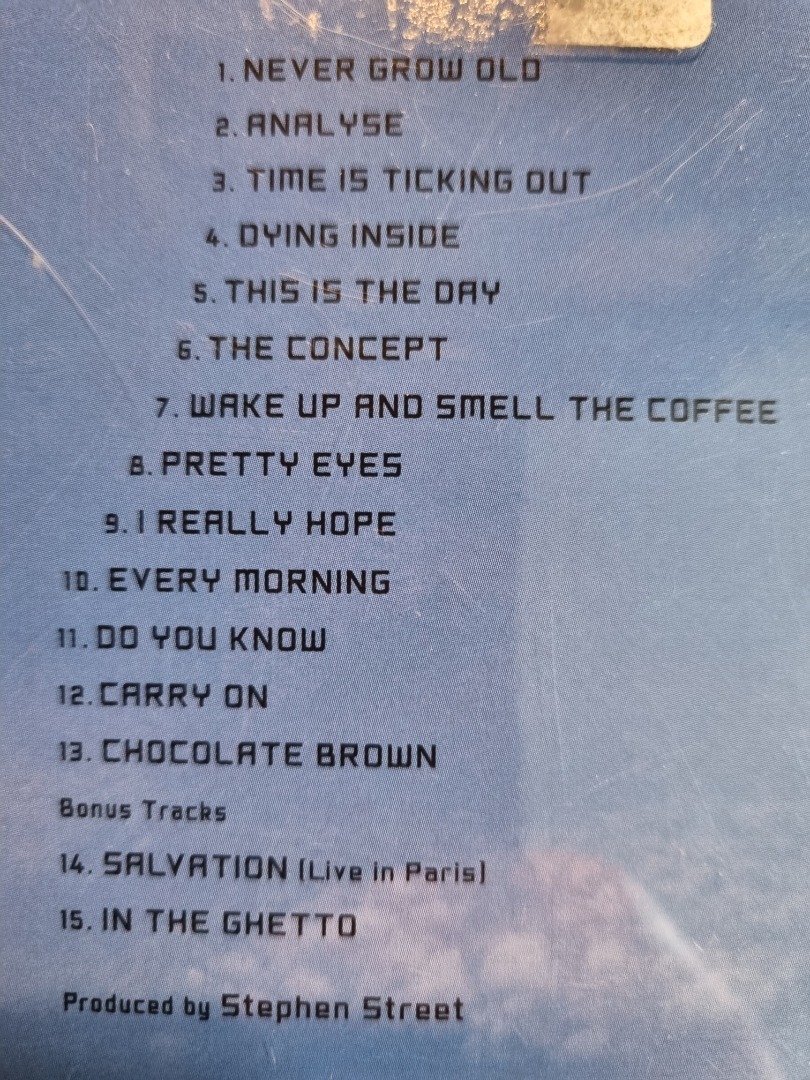 1. NEVER GROW OLD
2. ANALYSE
3. TIME IS TICKING OUT
4. DYING INSIDE
5. THIS IS THE DAY
6. THE CONCEPT
7. WAKE UP AND SMELL THE COFFEE
8. PRETTY EYES
9. I REALLY HOPE
10. EVERY MORNING
11. DO YOU KNOW
12. CARRY ON
13. CHOCOLATE BROWN
Bonus Tracks
14. SALVATION (Live in Paris)
15. IN THE GHETTO
Produced by Stephen Street